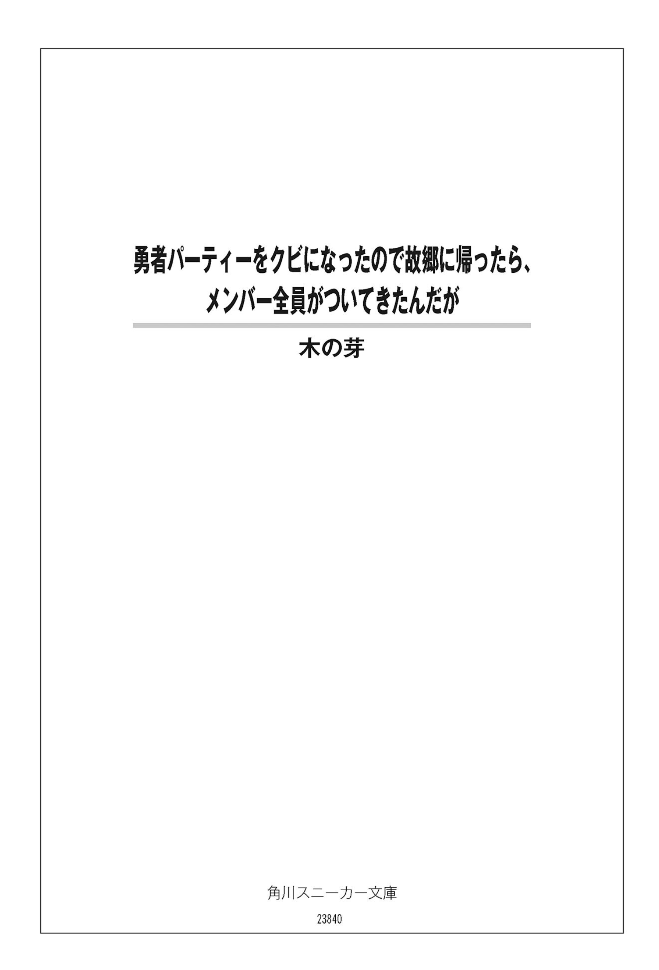 勇者パーティーをクビになったので故郷に帰ったら、
メンバー全員がついてきたんだが
木の芽
角川スニーカー文庫
23840